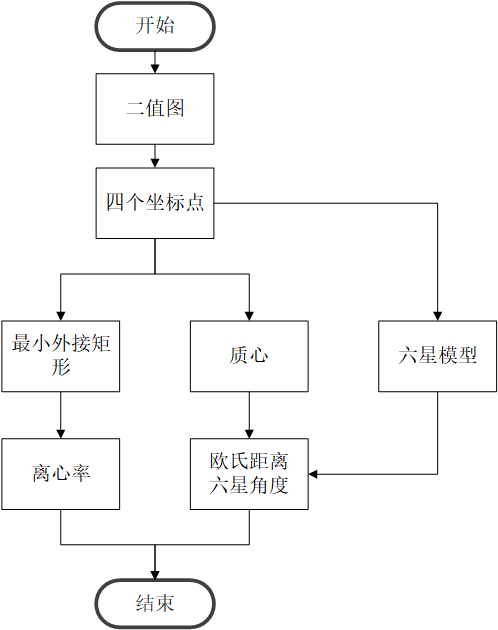 开始
二值图
四个坐标点
最小外接矩
形
质心
六星模型
离心率
欧氏距离
六星角度
结束